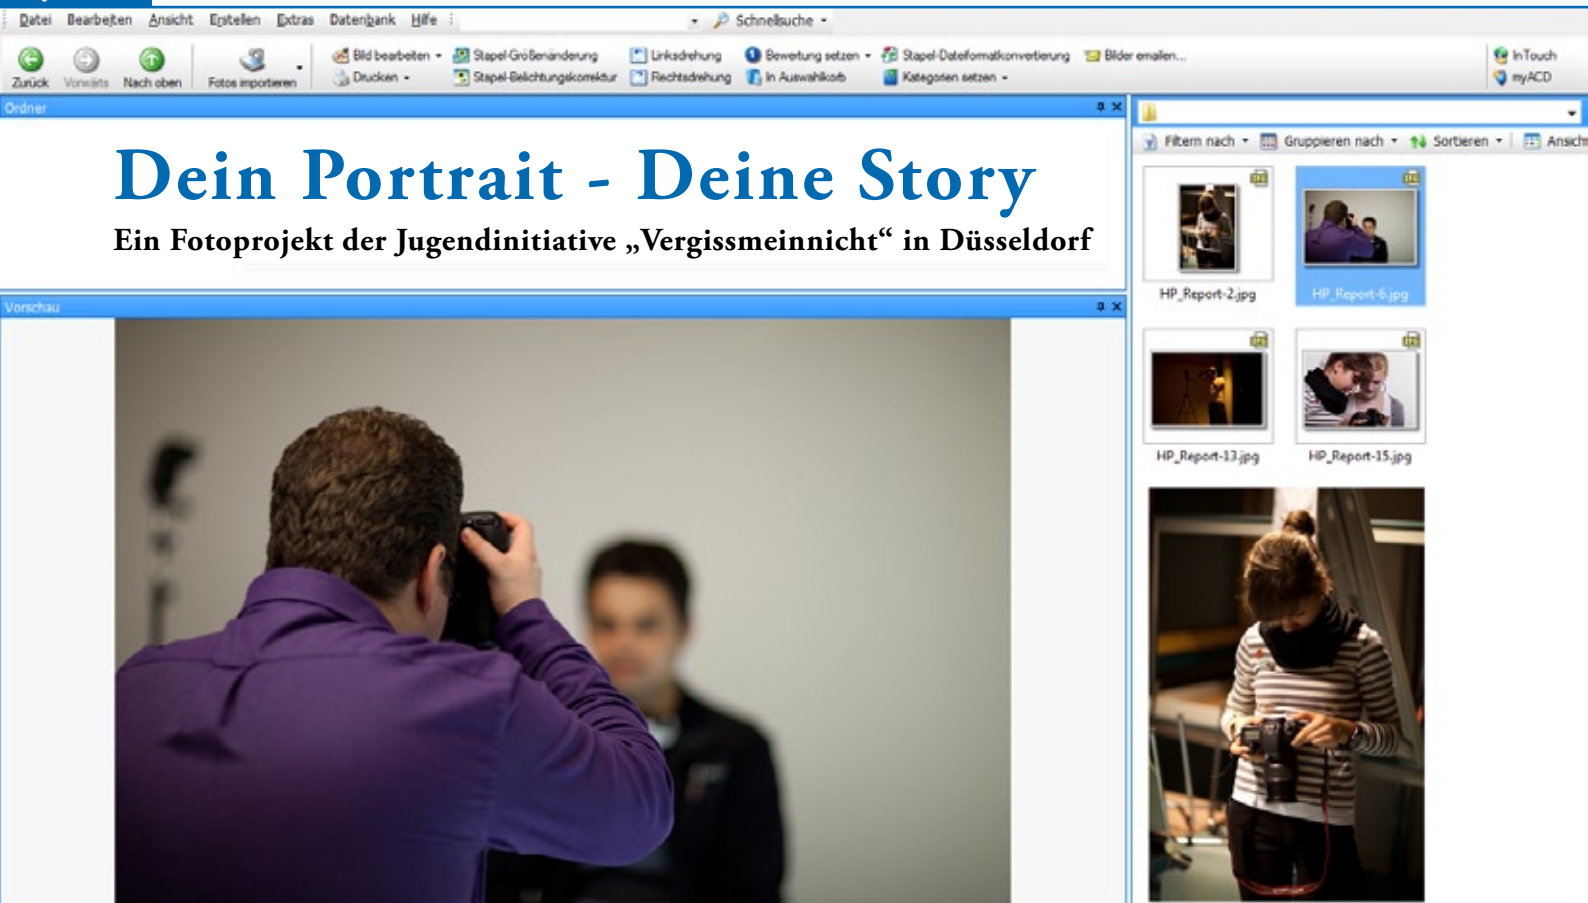 Datei Bearbeiten Ansicht Erstellen Extras Datenbank Hilfe
Schnellsuche
Zurück Vorwärts Nach oben Fotos importieren
Bild bearbeiten Stapel-Größenänderung Linksdrehung Bewertung setzen Stapel-Dateiformatkonvertierung Bilder emailen...
Drucken Stapel-Belichtungskorrektur Rechtsdrehung In Auswahlkorb Kategorien setzen
InTouch
myACD
Ordner
Dein Portrait - Deine Story
Ein Fotoprojekt der Jugendinitiative „Vergissmeinnicht“ in Düsseldorf
Vorschau
Filtern nach Gruppieren nach Sortieren
HP_Report-2.jpg HP_Report-6.jpg
HP_Report-13.jpg HP_Report-15.jpg